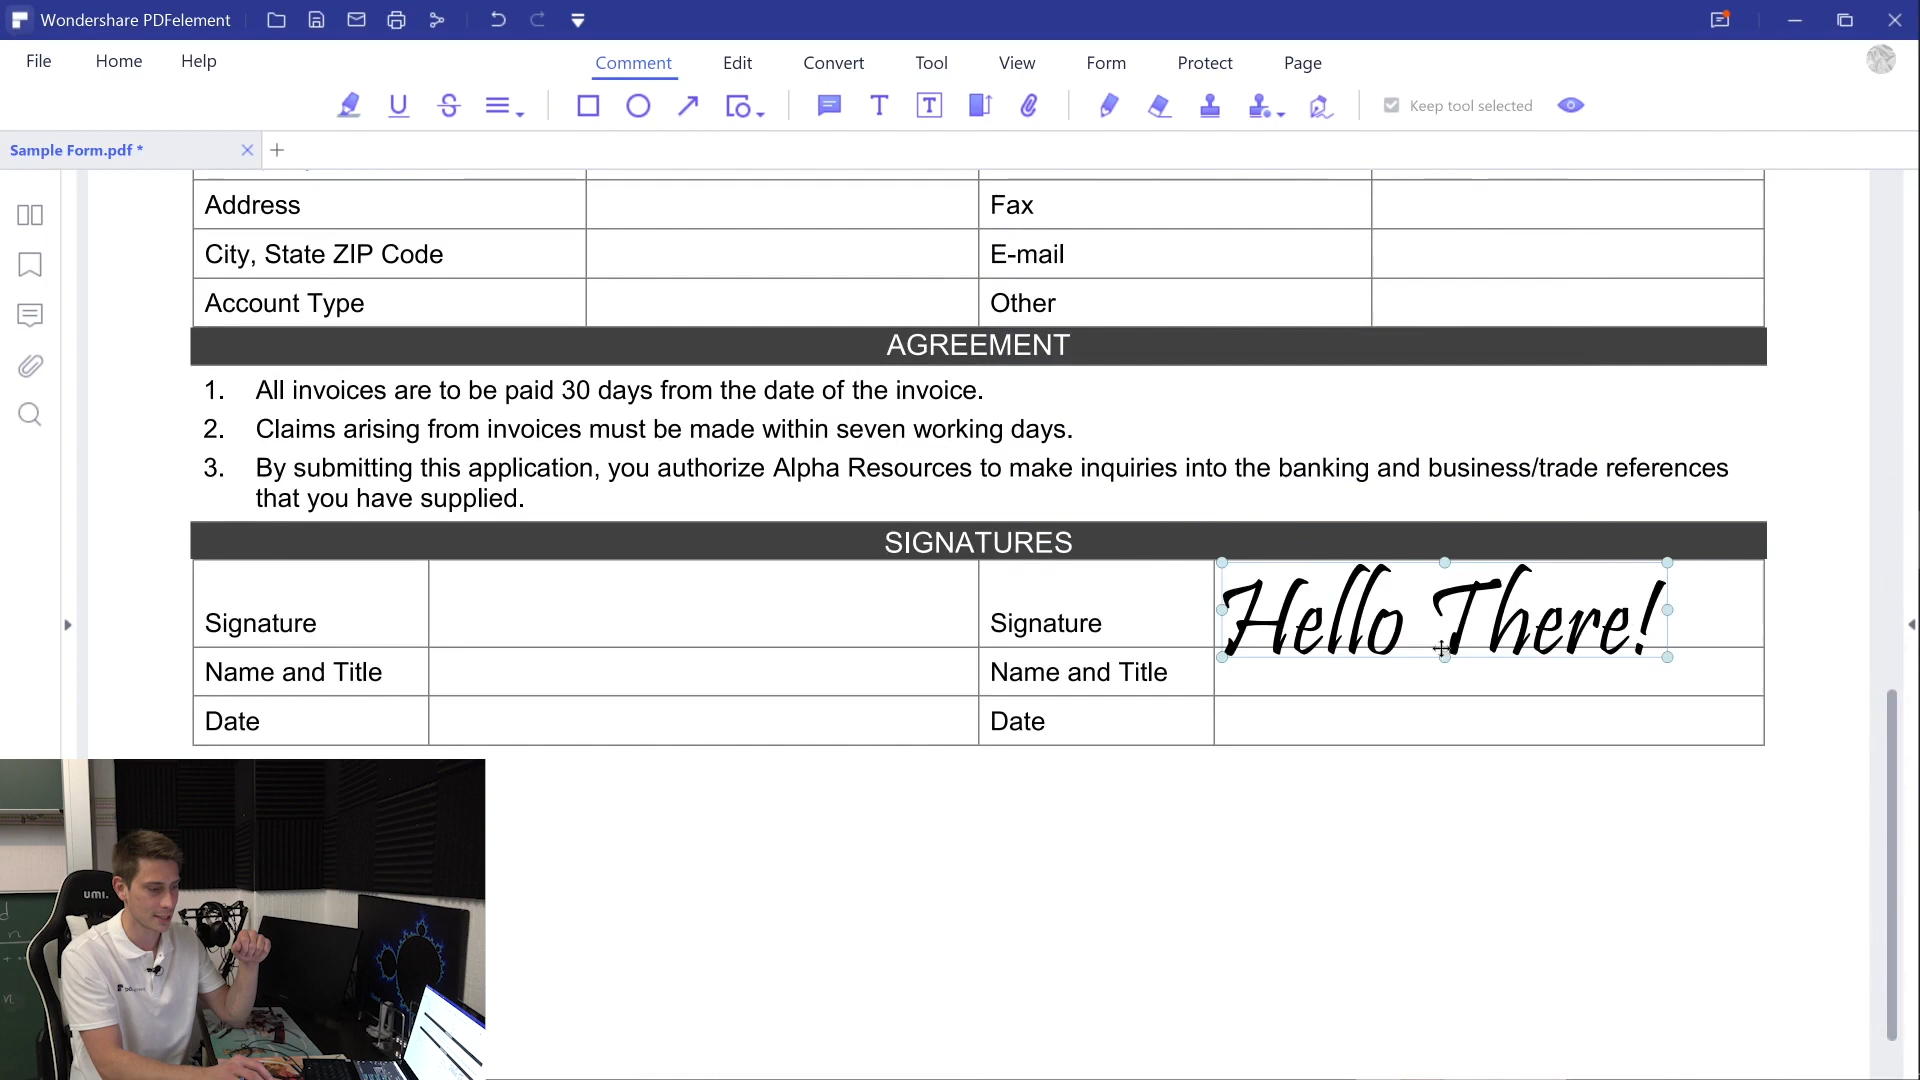 Wondershare PDFelement
File Home Help Comment Edit Convert Tool View Form Protect Page
Keep tool selected
Sample Form.pdf *
Address Fax
City, State ZIP Code E-mail
Account Type Other
AGREEMENT
1. All invoices are to be paid 30 days from the date of the invoice.
2. Claims arising from invoices must be made within seven working days.
3. By submitting this application, you authorize Alpha Resources to make inquiries into the banking and business/trade references
that you have supplied.
SIGNATURES
Signature Signature Hello There!
Name and Title Name and Title
Date Date
umi.